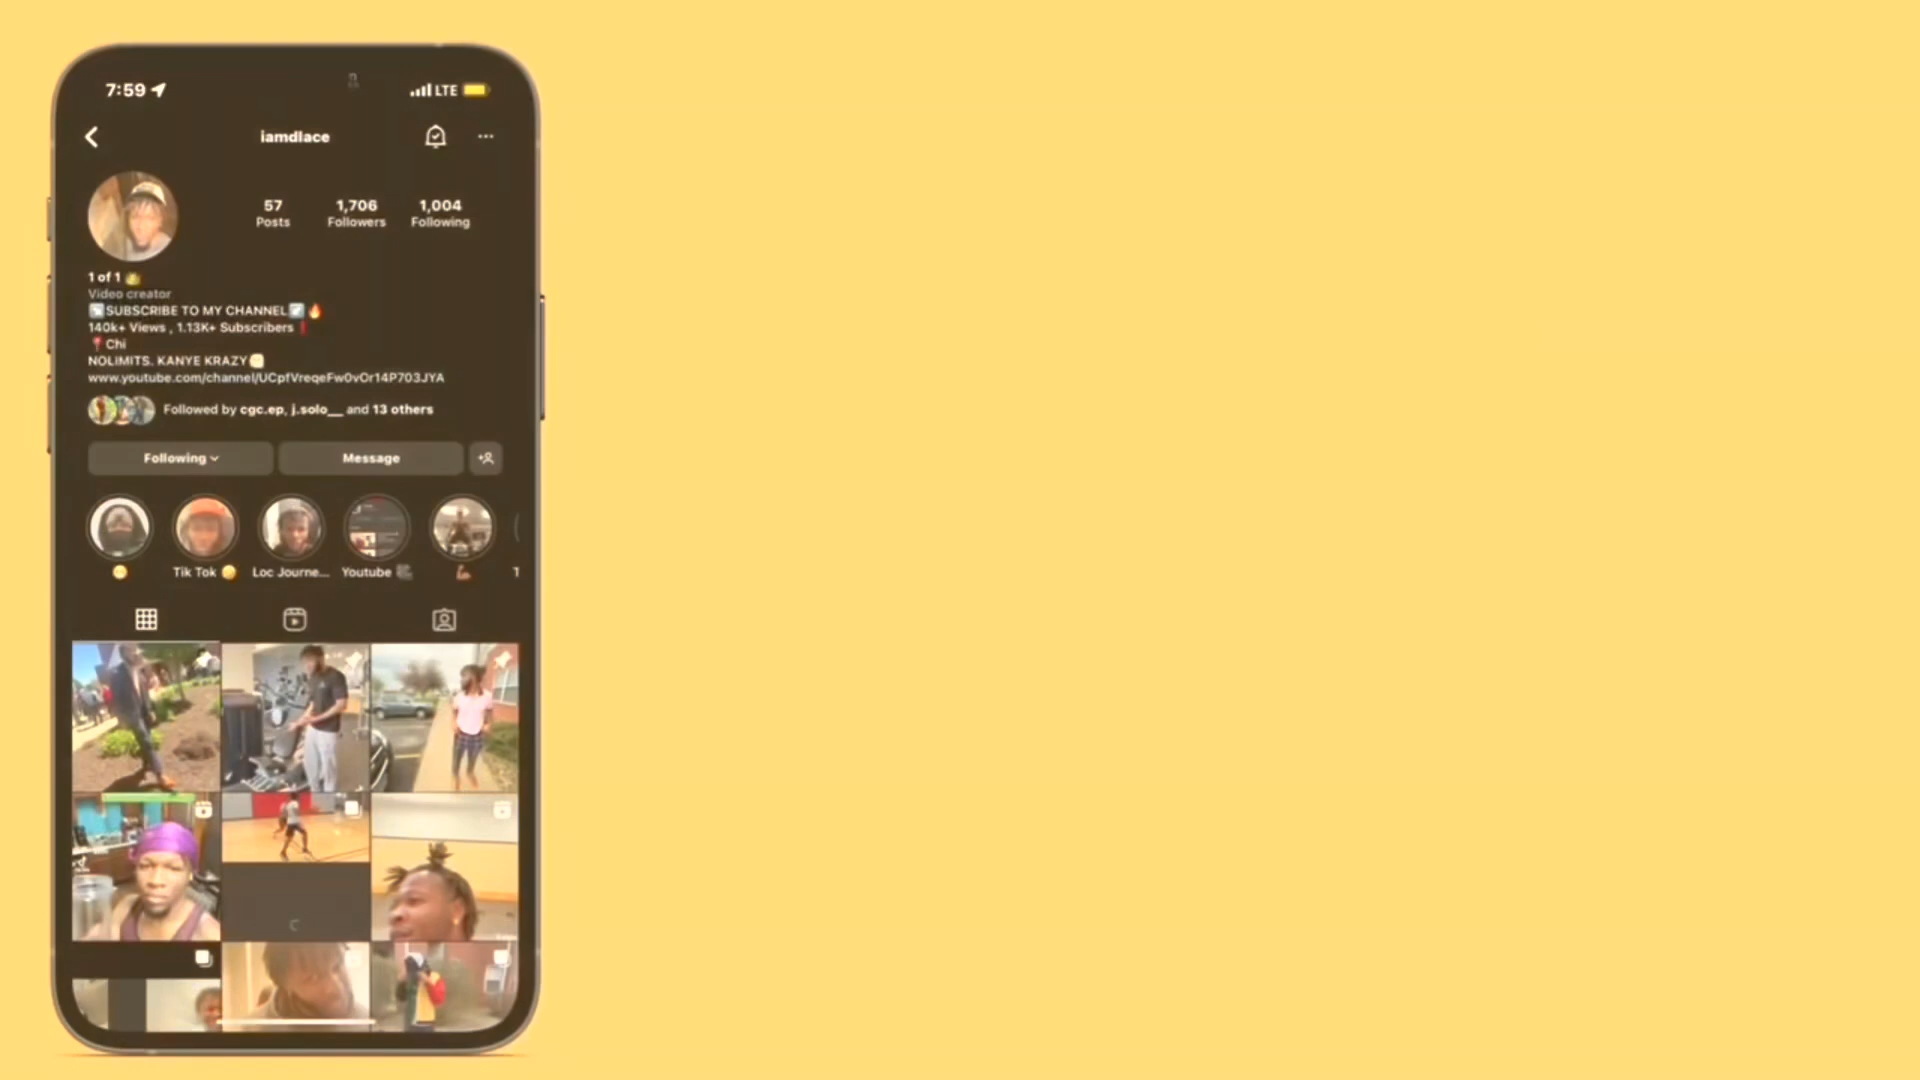 7:59 LTE
iamdlace
57 1,706 1,004
Posts Followers Following
1 of 1
Video creator
SUBSCRIBE TO MY CHANNEL
140k+ Views , 1.13K+ Subscribers
Chi
NOLIMITS. KANYE KRAZY
www.youtube.com/channel/UCpfVreqeFw0vOr14P703JYA
Followed by cgc.ep, j.solo__ and 13 others
Following Message
Tik Tok Loc Journe... Youtube T